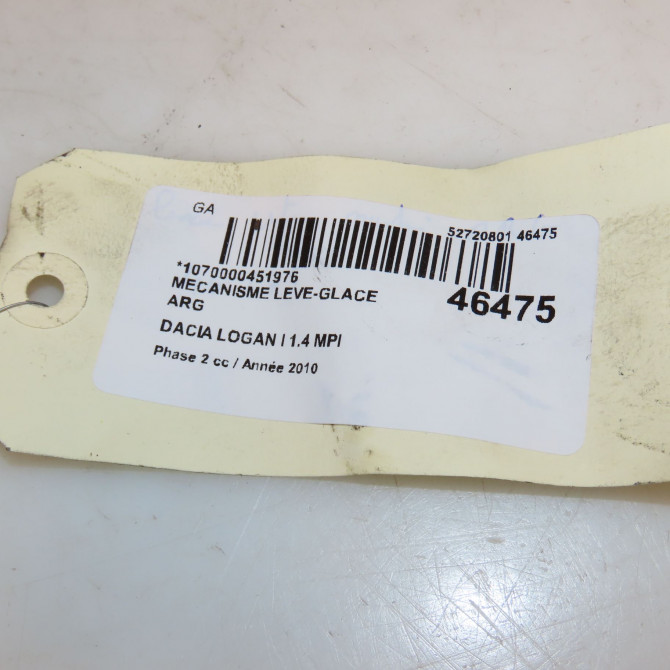 GA
52720801 46475
*1070000451976
46475
MECANISME LEVE-GLACE
ARG
DACIA LOGAN I 1.4 MPI
Phase 2 cc / Année 2010